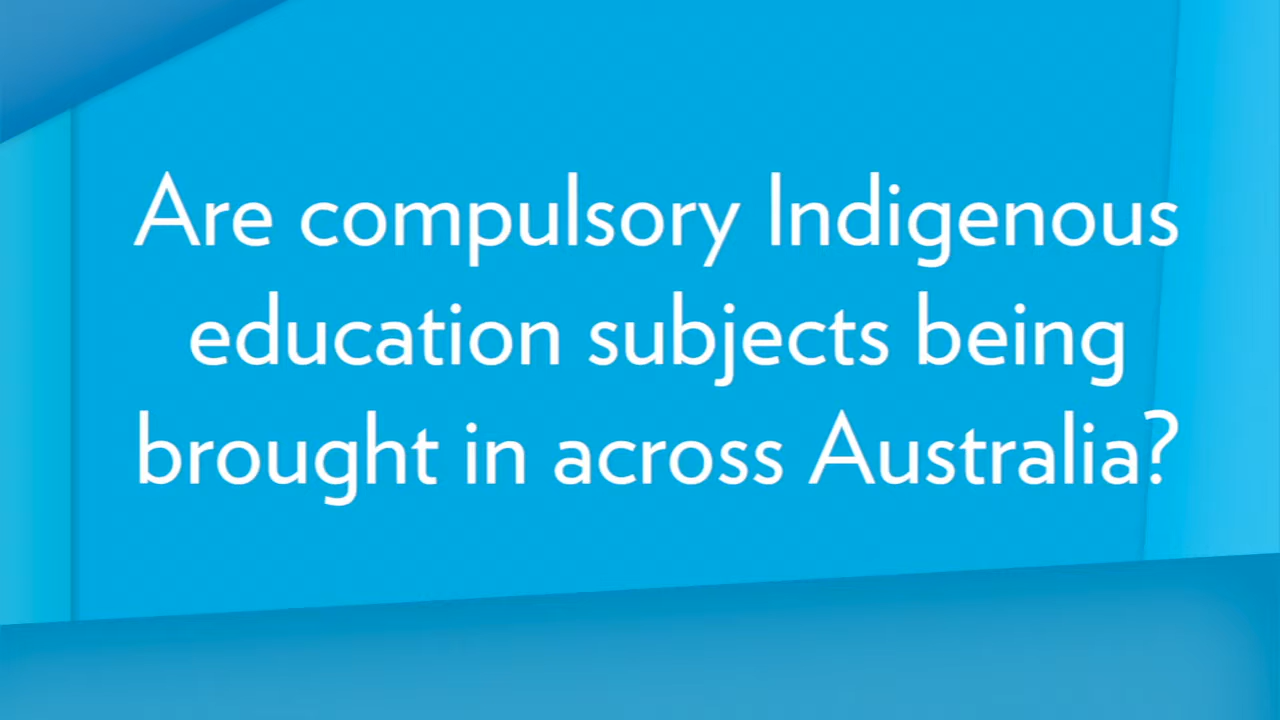 Are compulsory Indigenous
education subjects being
brought in across Australia?